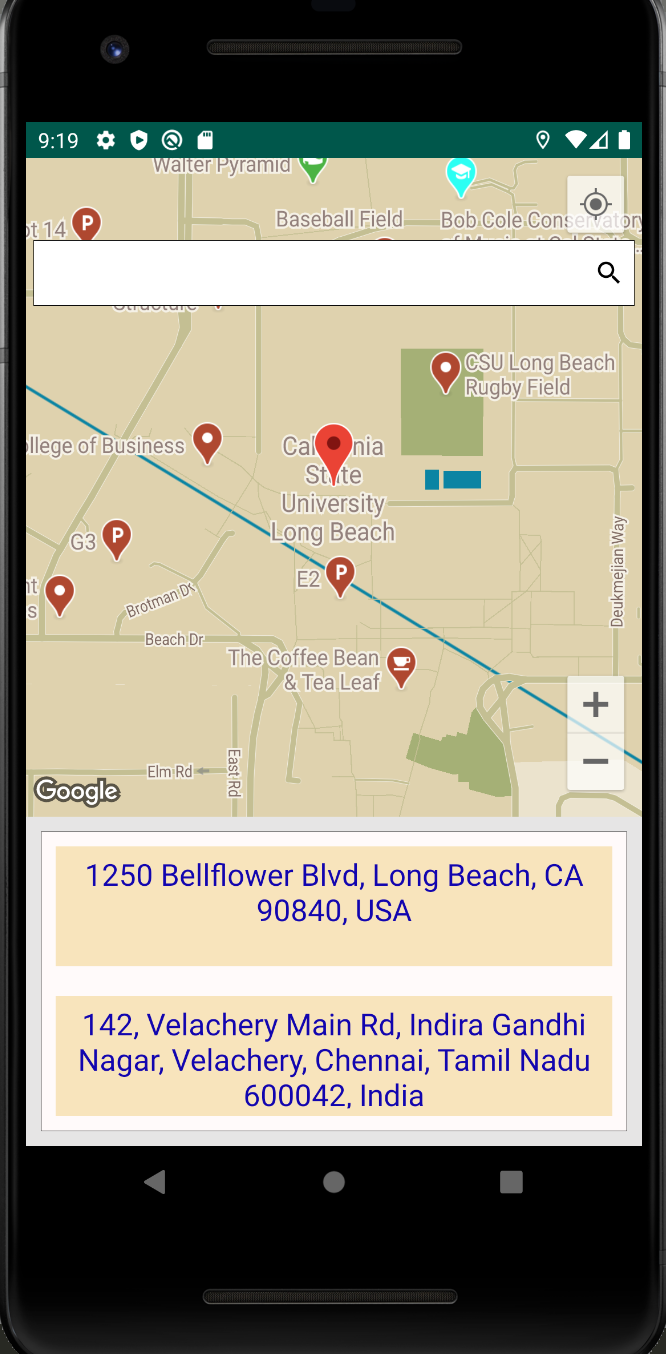 9:19
Walter Pyramid
Baseball Field
Bob Cole Conservatory
14
P
Structure
CSU Long Beach
Rugby Field
College of Business
State
University
Long Beach
G3 P
E2 P
Brotman Dr
Deukmejian Way
Beach Dr
The Coffee Bean
& Tea Leaf
Elm Rd
East Rd
Google
+
−
1250 Bellflower Blvd, Long Beach, CA
90840, USA
142, Velachery Main Rd, Indira Gandhi
Nagar, Velachery, Chennai, Tamil Nadu
600042, India